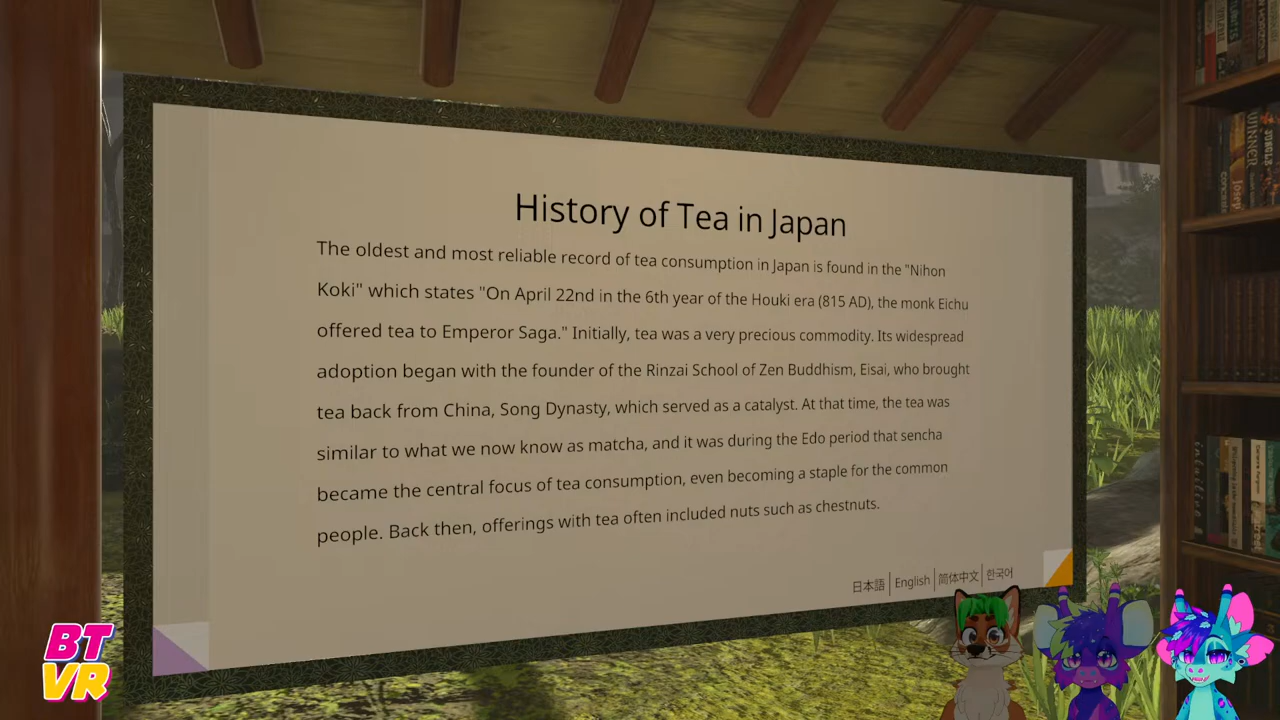 History of Tea in Japan
The oldest and most reliable record of tea consumption in Japan is found in the "Nihon
Koki" which states "On April 22nd in the 6th year of the Houki era (815 AD), the monk Eichu
offered tea to Emperor Saga." Initially, tea was a very precious commodity. Its widespread
adoption began with the founder of the Rinzai School of Zen Buddhism, Eisai, who brought
tea back from China, Song Dynasty, which served as a catalyst. At that time, the tea was
similar to what we now know as matcha, and it was during the Edo period that sencha
became the central focus of tea consumption, even becoming a staple for the common
people. Back then, offerings with tea often included nuts such as chestnuts.
日本語 | English | 简体中文 | 한국어
BT
VR
JUNGLE
WINNER